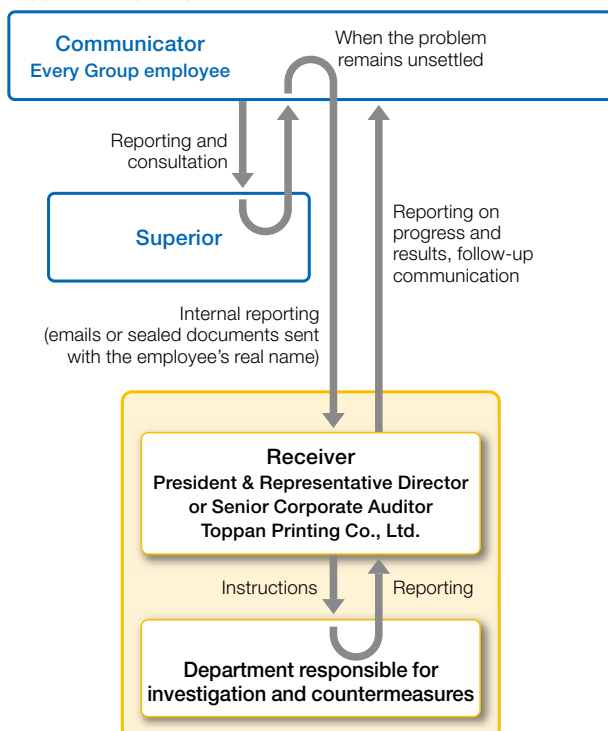 Communicator
Every Group employee
When the problem
remains unsettled
Reporting and
consultation
Superior
Reporting on
progress and
results, follow-up
communication
Internal reporting
(emails or sealed documents sent
with the employee’s real name)
Receiver
President & Representative Director
or Senior Corporate Auditor
Toppan Printing Co., Ltd.
Instructions
Reporting
Department responsible for
investigation and countermeasures